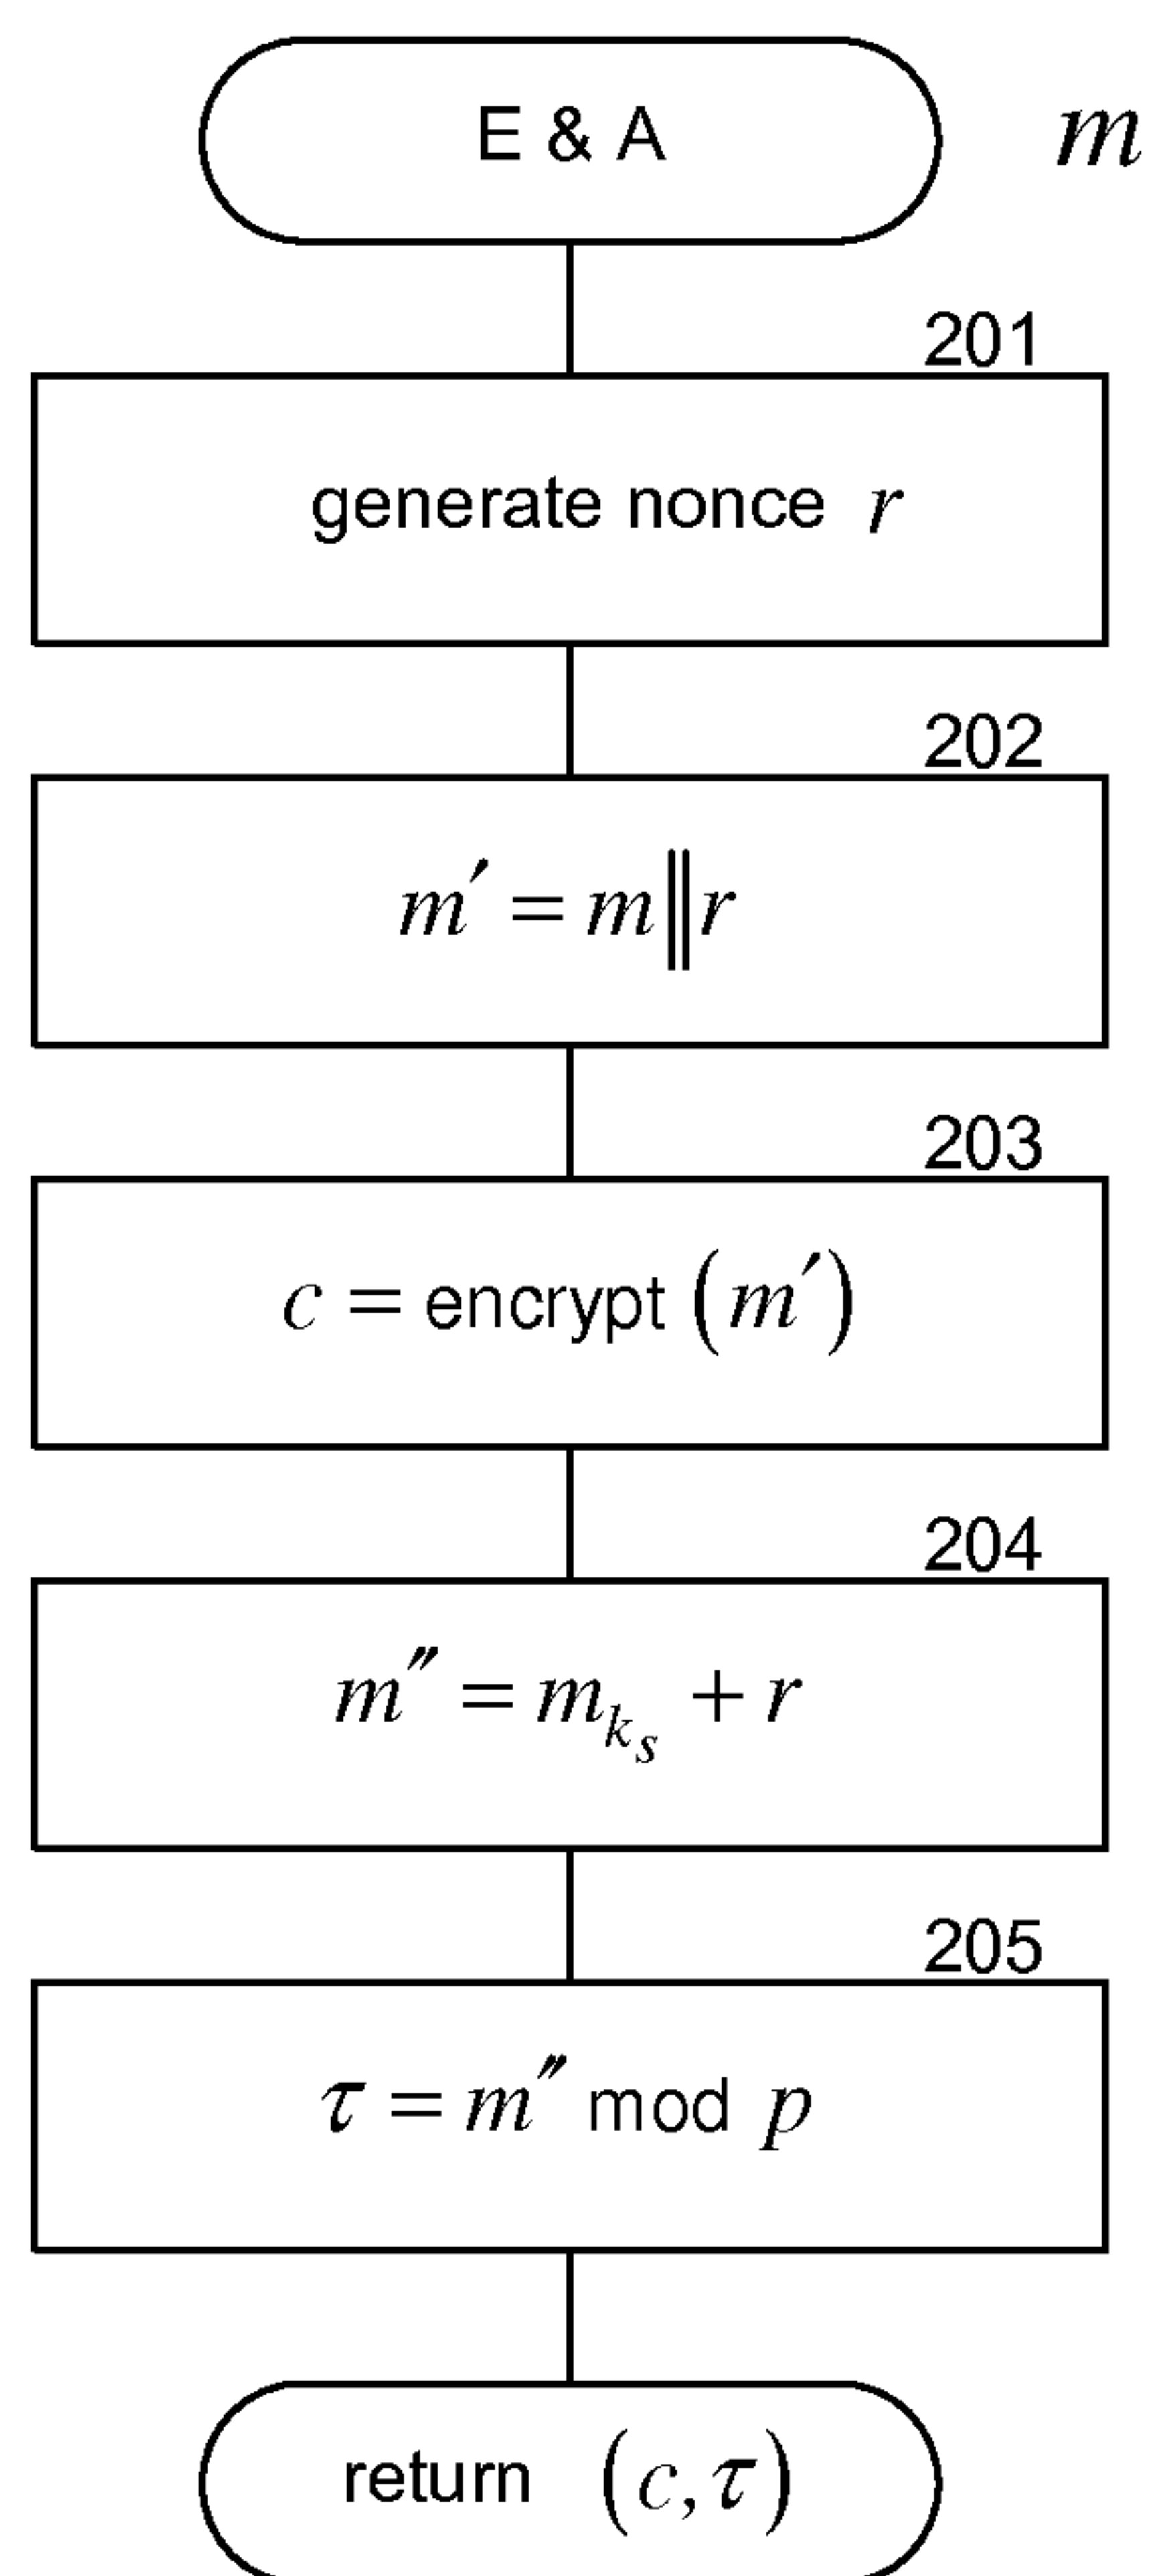 E & A m
201
generate nonce r
202
m′ = m‖r
203
c = encrypt (m′)
204
m″ = m_{k_s} + r
205
τ = m″ mod p
return (c,τ)